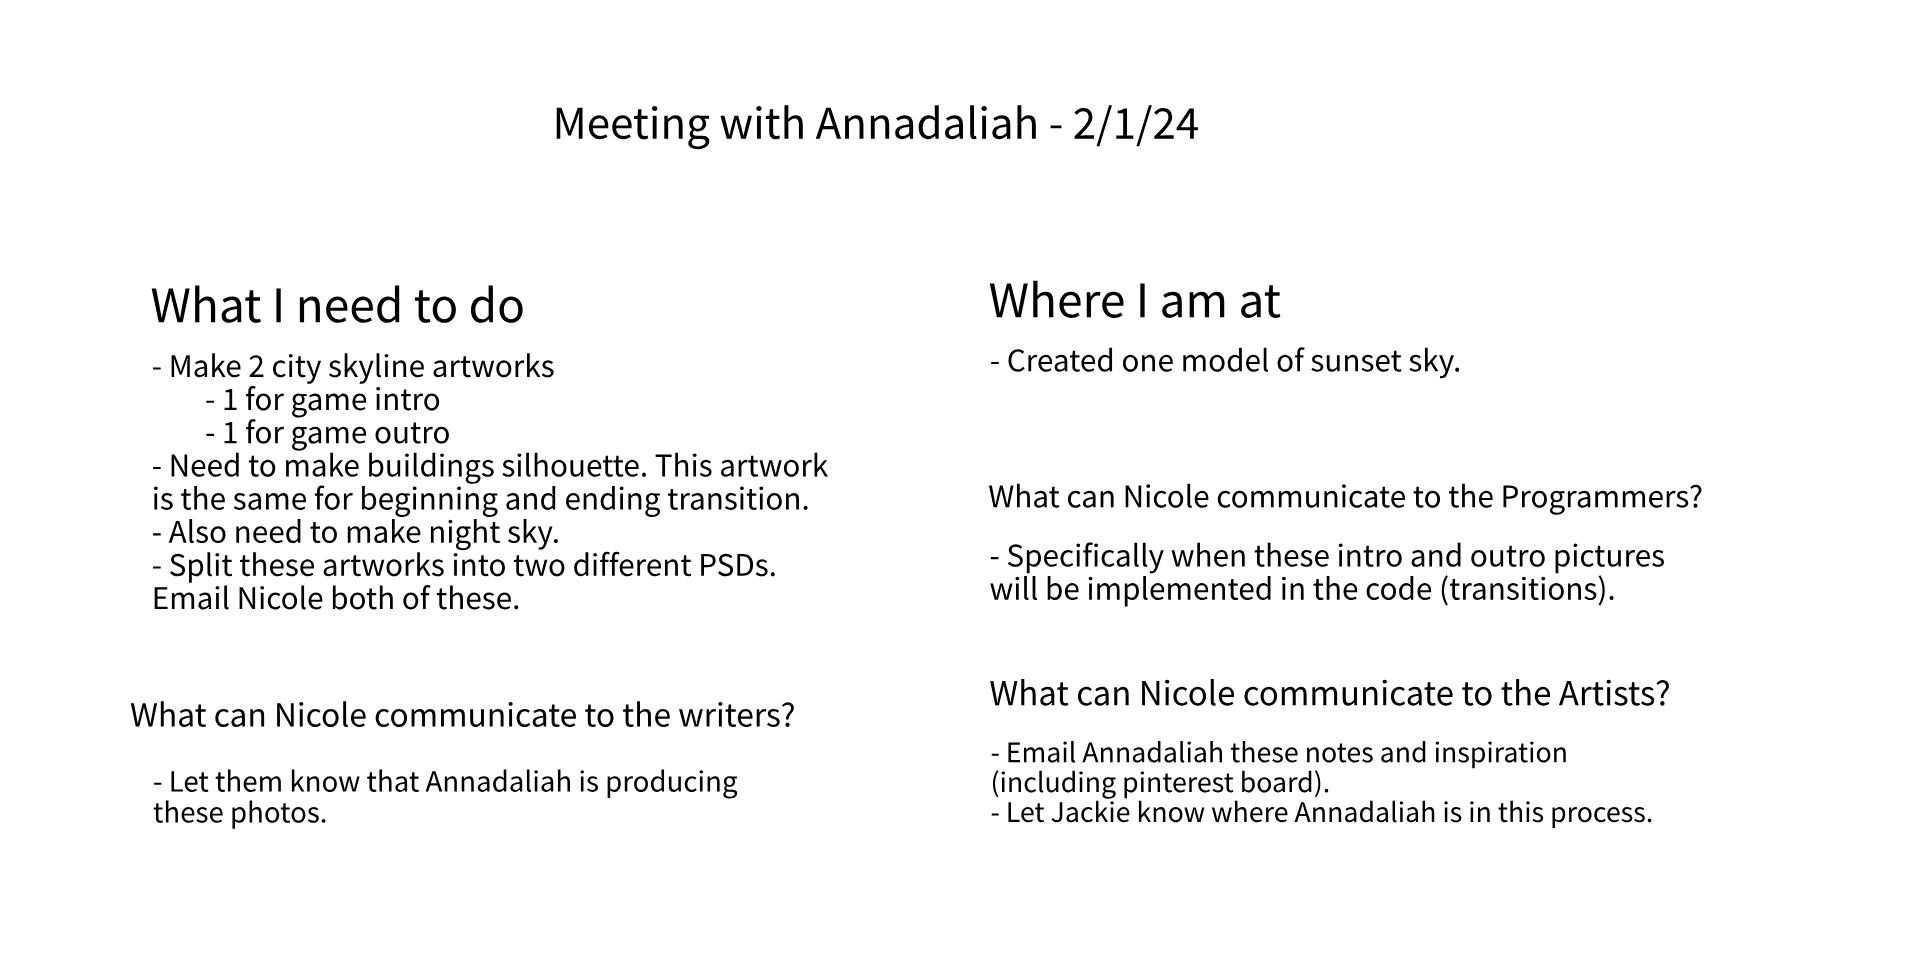 Meeting with Annadaliah - 2/1/24
What I need to do
- Make 2 city skyline artworks
- 1 for game intro
- 1 for game outro
- Need to make buildings silhouette. This artwork
is the same for beginning and ending transition.
- Also need to make night sky.
- Split these artworks into two different PSDs.
Email Nicole both of these.
What can Nicole communicate to the writers?
- Let them know that Annadaliah is producing
these photos.
Where I am at
- Created one model of sunset sky.
What can Nicole communicate to the Programmers?
- Specifically when these intro and outro pictures
will be implemented in the code (transitions).
What can Nicole communicate to the Artists?
- Email Annadaliah these notes and inspiration
(including pinterest board).
- Let Jackie know where Annadaliah is in this process.